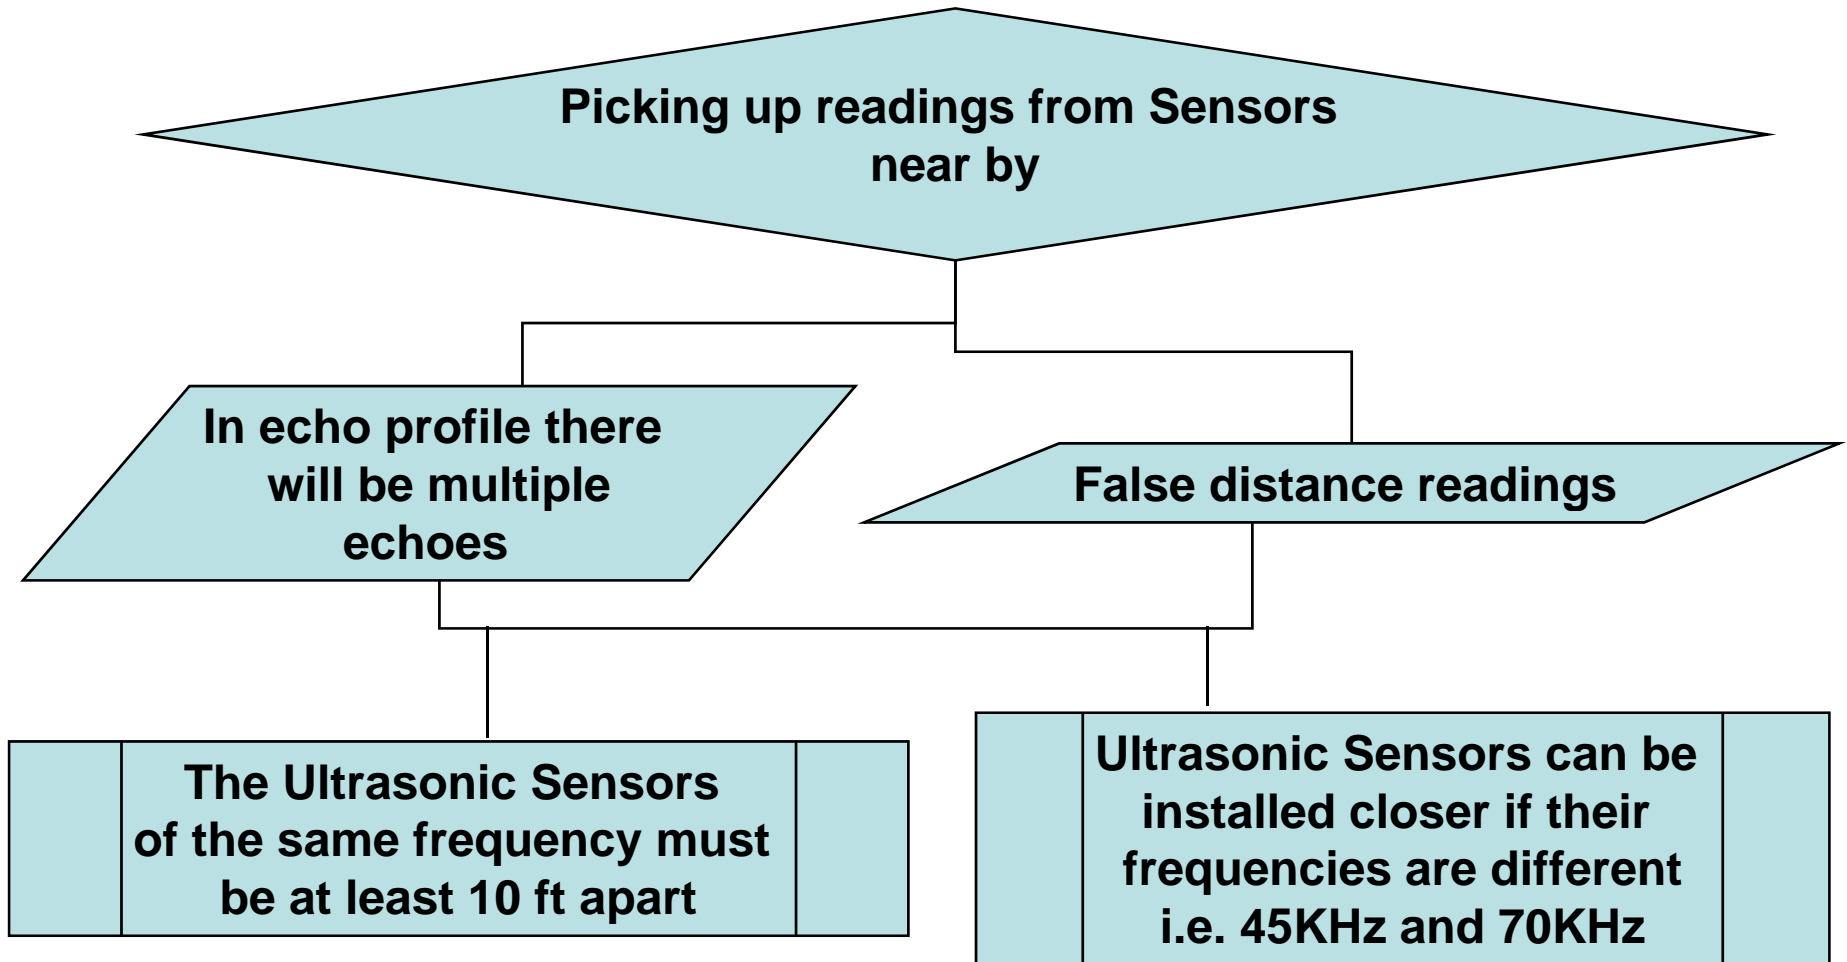 Picking up readings from Sensors
near by
In echo profile there
will be multiple
echoes
False distance readings
The Ultrasonic Sensors
of the same frequency must
be at least 10 ft apart
Ultrasonic Sensors can be
installed closer if their
frequencies are different
i.e. 45KHz and 70KHz